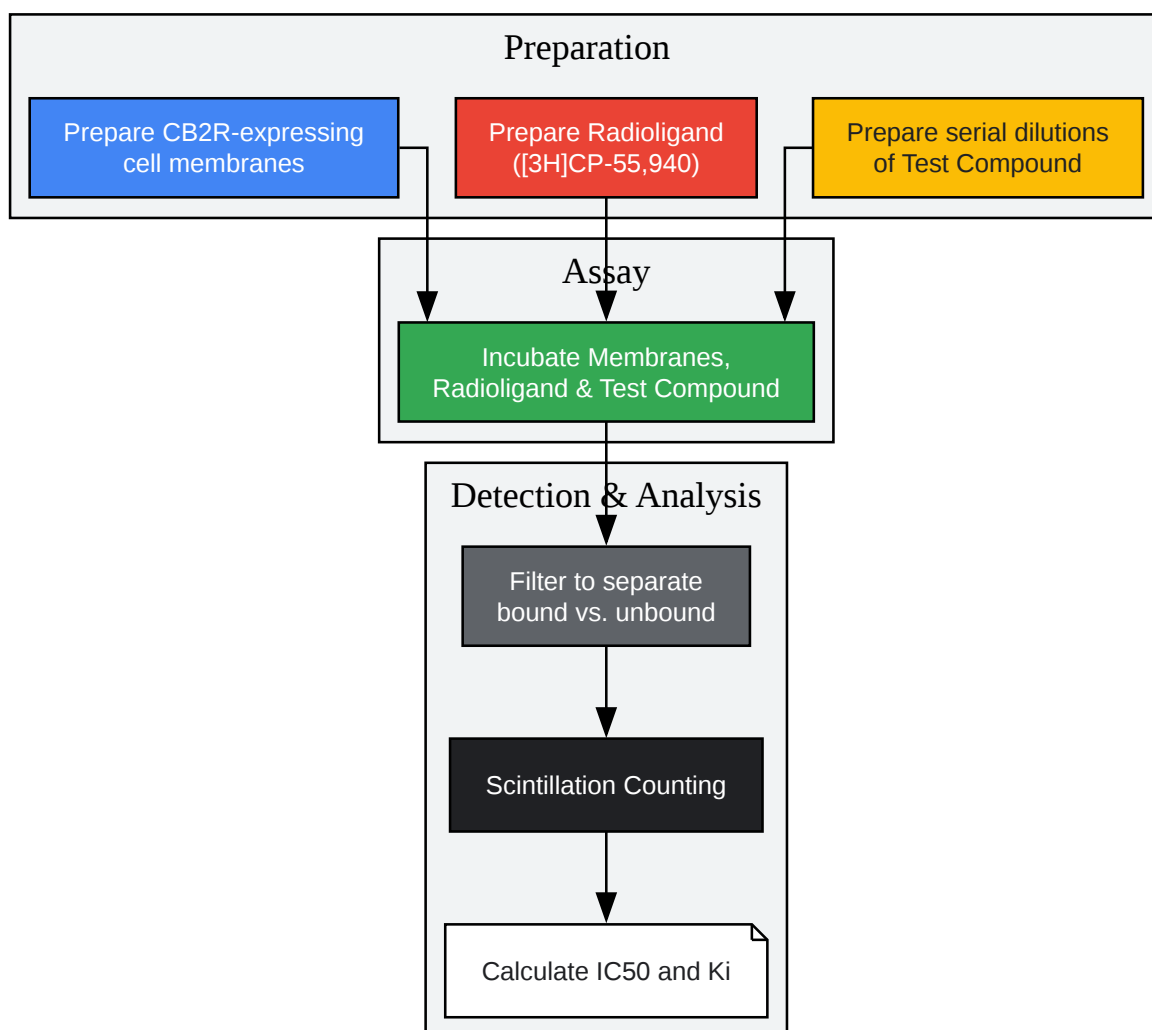 Preparation
Prepare CB2R-expressing
cell membranes
Prepare Radioligand
([3H]CP-55,940)
Prepare serial dilutions
of Test Compound
Assay
Incubate Membranes,
Radioligand & Test Compound
Detection & Analysis
Filter to separate
bound vs. unbound
Scintillation Counting
Calculate IC50 and Ki